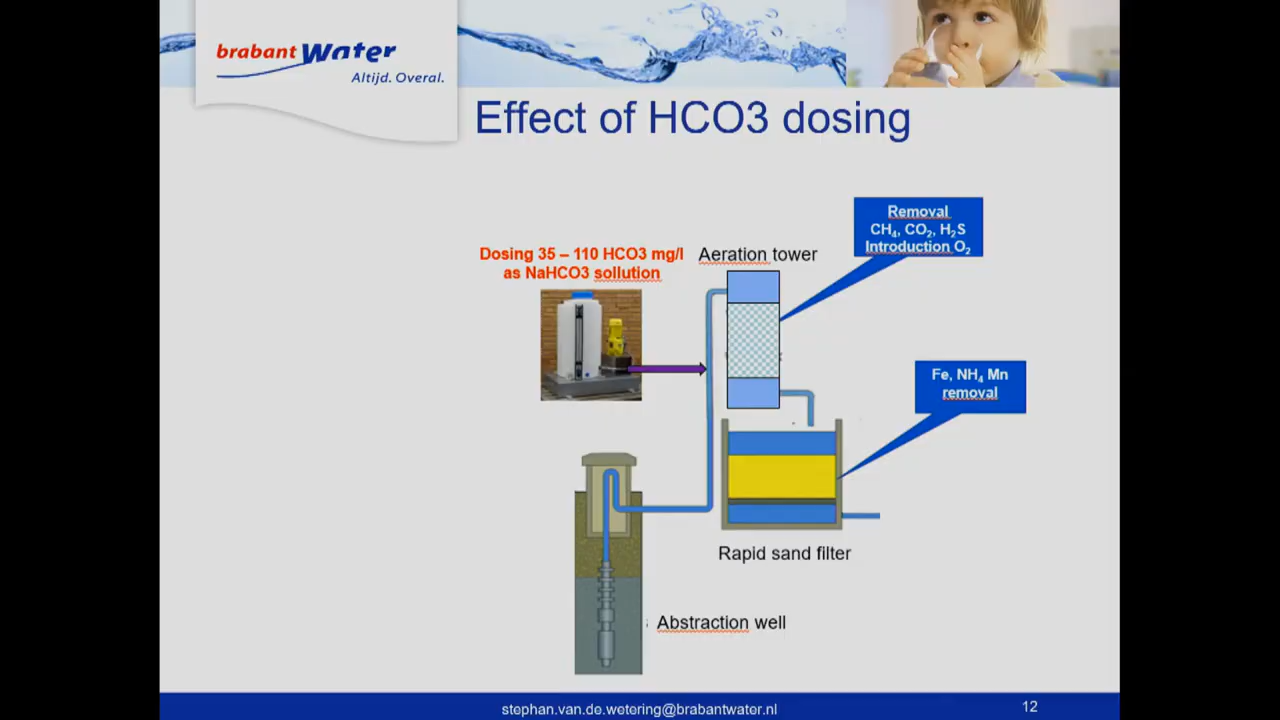 brabant Water
Altijd. Overal.
Effect of HCO3 dosing
Removal
CH₄, CO₂, H₂S
Introduction O₂
Dosing 35 – 110 HCO3 mg/l
as NaHCO3 sollution
Aeration tower
Fe, NH₄ Mn
removal
Rapid sand filter
Abstraction well
stephan.van.de.wetering@brabantwater.nl
12